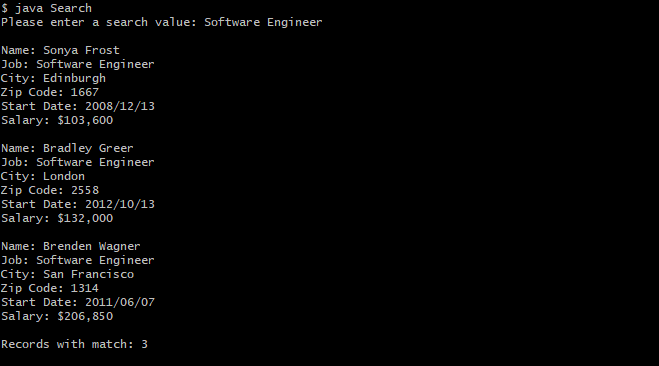 $ java Search
Please enter a search value: Software Engineer
Name: Sonya Frost
Job: Software Engineer
City: Edinburgh
Zip Code: 1667
Start Date: 2008/12/13
Salary: $103,600
Name: Bradley Greer
Job: Software Engineer
City: London
Zip Code: 2558
Start Date: 2012/10/13
Salary: $132,000
Name: Brenden Wagner
Job: Software Engineer
City: San Francisco
Zip Code: 1314
Start Date: 2011/06/07
Salary: $206,850
Records with match: 3